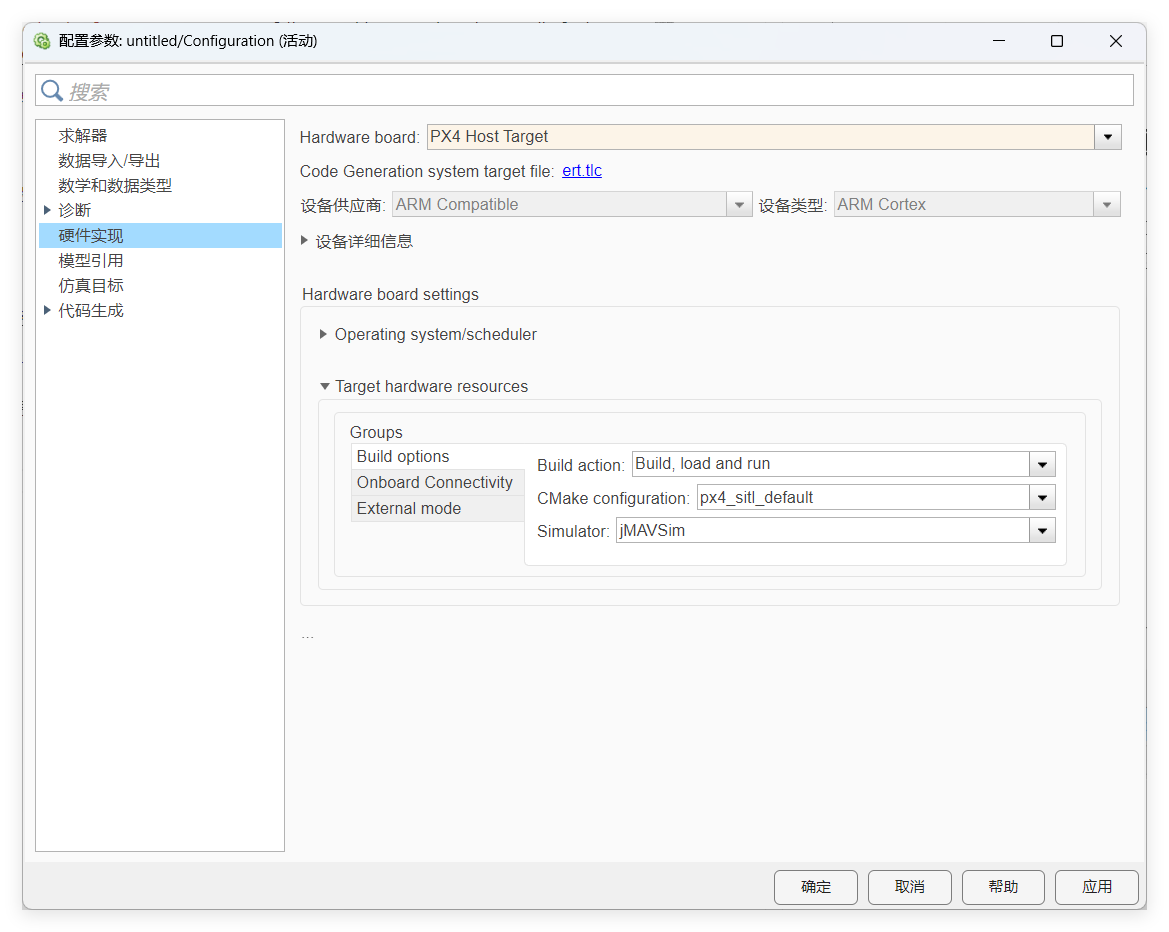 配置参数: untitled/Configuration (活动)
搜索
求解器
数据导入/导出
数学和数据类型
诊断
硬件实现
模型引用
仿真目标
代码生成
Hardware board: PX4 Host Target
Code Generation system target file: ert.tlc
设备供应商: ARM Compatible 设备类型: ARM Cortex
设备详细信息
Hardware board settings
Operating system/scheduler
Target hardware resources
Groups
Build options
Onboard Connectivity
External mode
Build action: Build, load and run
CMake configuration: px4_sitl_default
Simulator: jMAVSim
...
确定 取消 帮助 应用